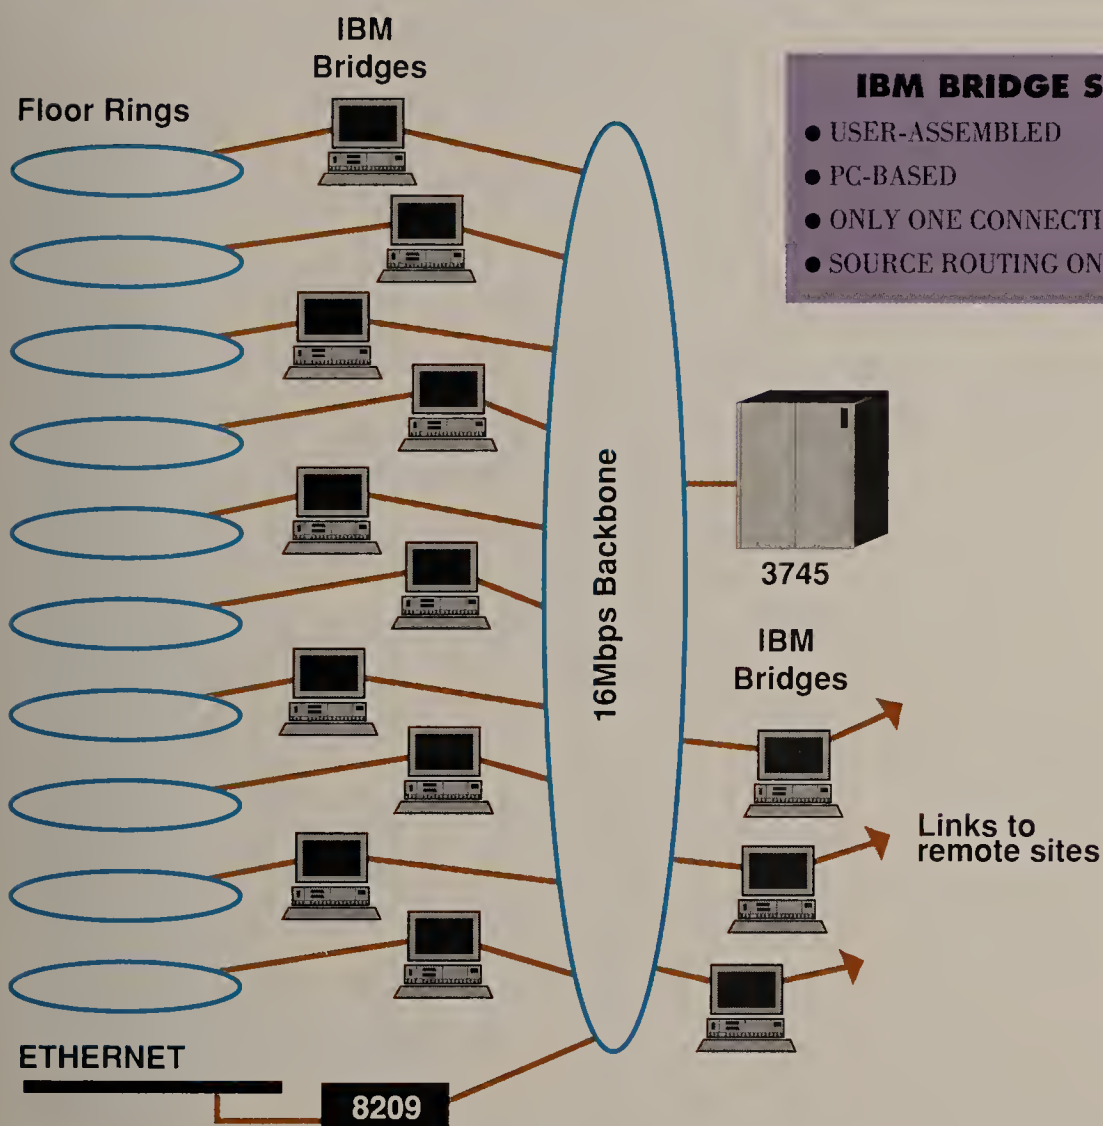 IBM
Bridges
Floor Rings
IBM BRIDGE S
● USER-ASSEMBLED
● PC-BASED
● ONLY ONE CONNECTI
● SOURCE ROUTING ON
16Mbps Backbone
3745
IBM
Bridges
Links to
remote sites
ETHERNET
8209